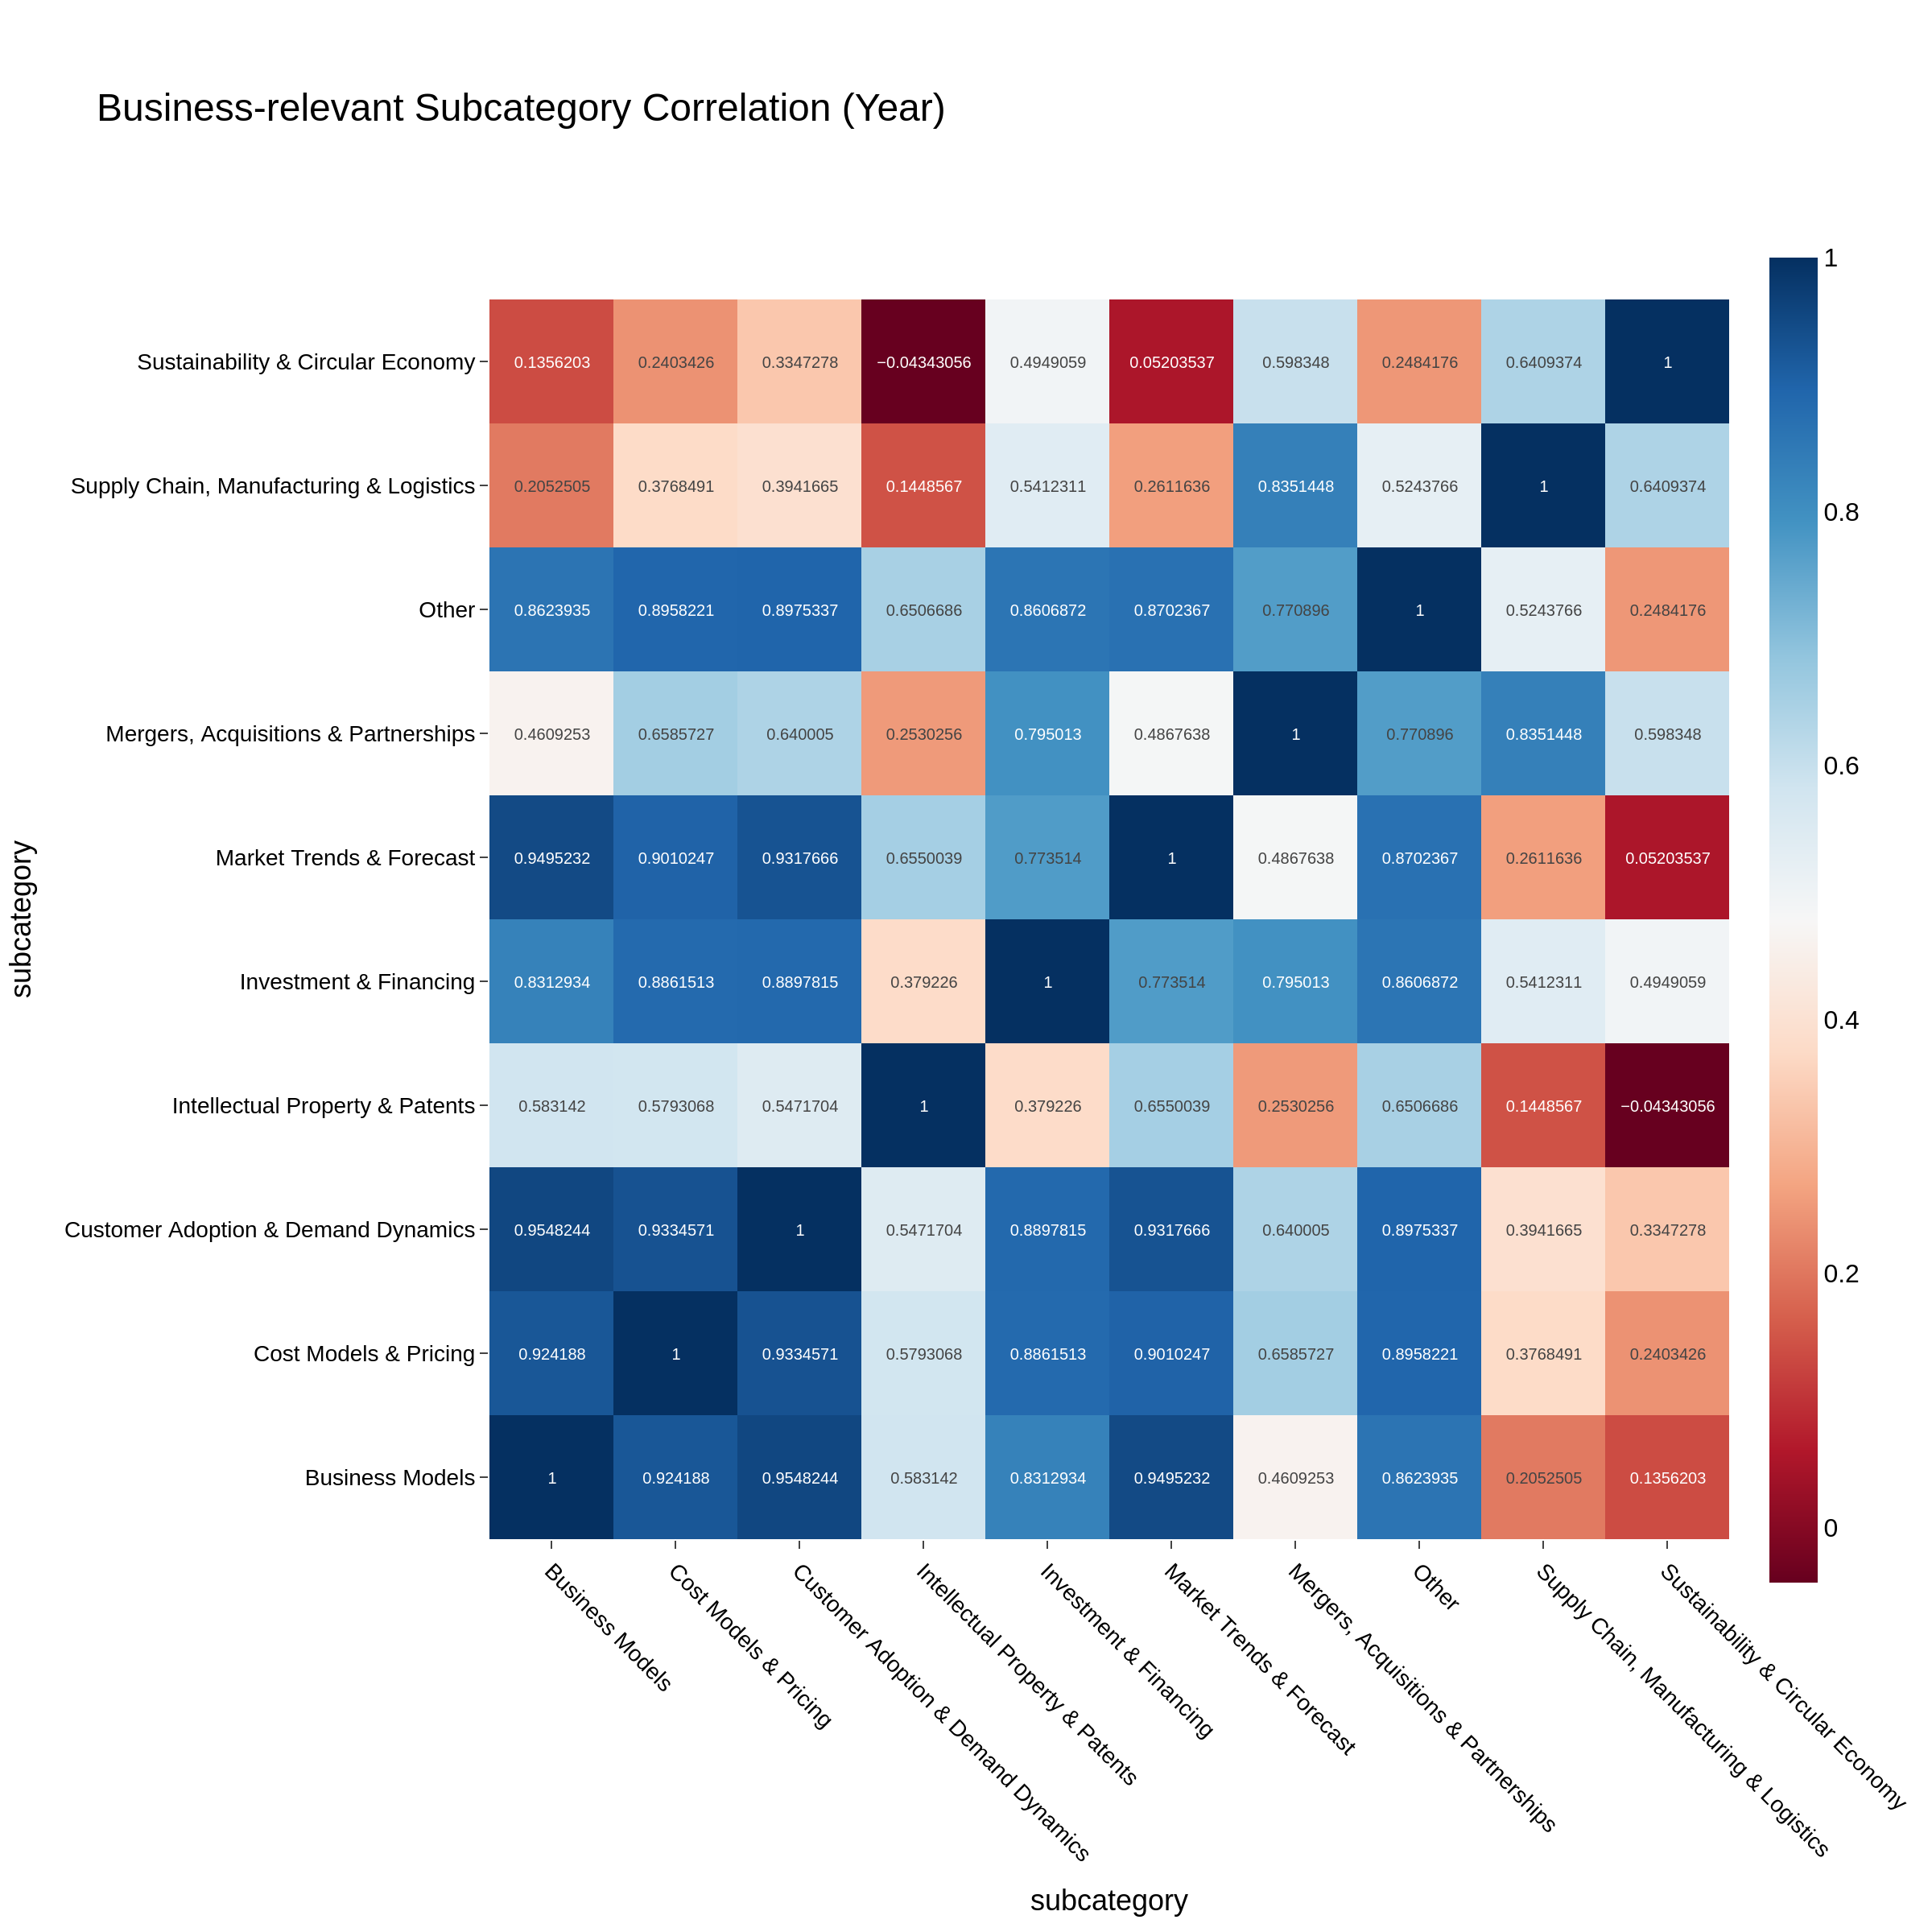 Business-relevant Subcategory Correlation (Year)
1
0.8
0.6
0.4
0.2
0
subcategory
Sustainability & Circular Economy 0.1356203 0.2403426 0.3347278 −0.04343056 0.4949059 0.05203537 0.598348 0.2484176 0.6409374 1
Supply Chain, Manufacturing & Logistics 0.2052505 0.3768491 0.3941665 0.1448567 0.5412311 0.2611636 0.8351448 0.5243766 1 0.6409374
Other 0.8623935 0.8958221 0.8975337 0.6506686 0.8606872 0.8702367 0.770896 1 0.5243766 0.2484176
Mergers, Acquisitions & Partnerships 0.4609253 0.6585727 0.640005 0.2530256 0.795013 0.4867638 1 0.770896 0.8351448 0.598348
Market Trends & Forecast 0.9495232 0.9010247 0.9317666 0.6550039 0.773514 1 0.4867638 0.8702367 0.2611636 0.05203537
Investment & Financing 0.8312934 0.8861513 0.8897815 0.379226 1 0.773514 0.795013 0.8606872 0.5412311 0.4949059
Intellectual Property & Patents 0.583142 0.5793068 0.5471704 1 0.379226 0.6550039 0.2530256 0.6506686 0.1448567 −0.04343056
Customer Adoption & Demand Dynamics 0.9548244 0.9334571 1 0.5471704 0.8897815 0.9317666 0.640005 0.8975337 0.3941665 0.3347278
Cost Models & Pricing 0.924188 1 0.9334571 0.5793068 0.8861513 0.9010247 0.6585727 0.8958221 0.3768491 0.2403426
Business Models 1 0.924188 0.9548244 0.583142 0.8312934 0.9495232 0.4609253 0.8623935 0.2052505 0.1356203
Business Models
Cost Models & Pricing
Customer Adoption & Demand Dynamics
Intellectual Property & Patents
Investment & Financing
Market Trends & Forecast
Mergers, Acquisitions & Partnerships
Other
Supply Chain, Manufacturing & Logistics
Sustainability & Circular Economy
subcategory